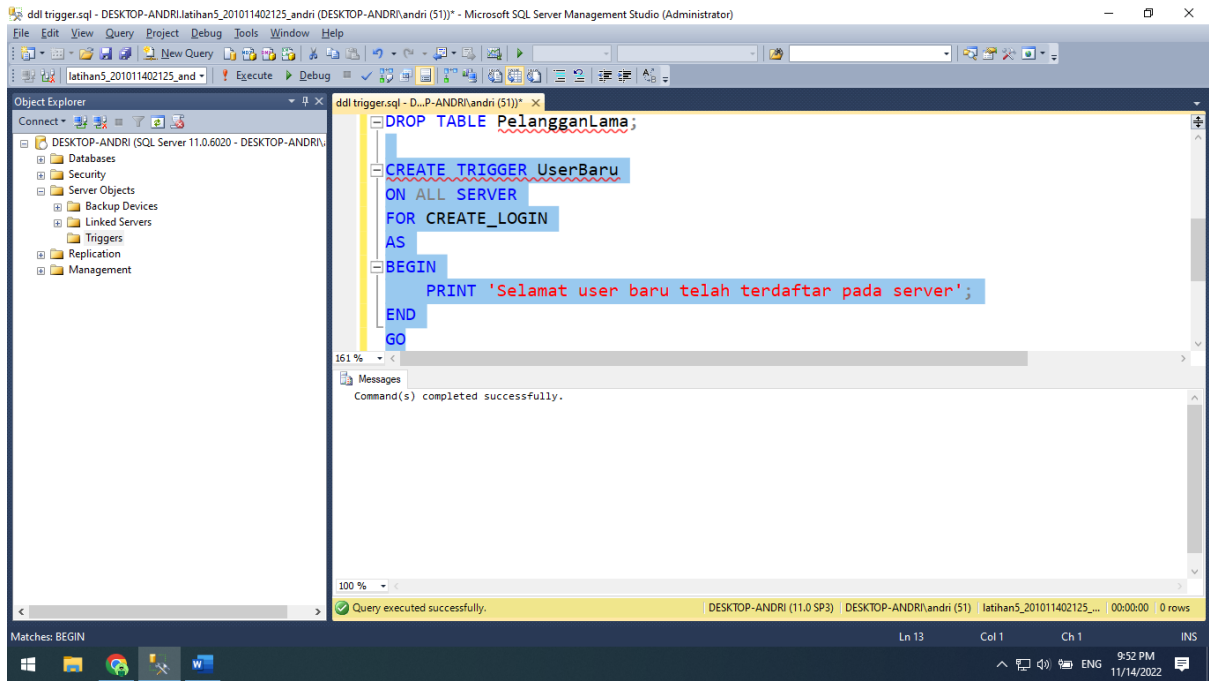 ddl trigger.sql - DESKTOP-ANDRI.latihan5_201011402125_andri (DESKTOP-ANDRI\andri (51))* - Microsoft SQL Server Management Studio (Administrator)
File Edit View Query Project Debug Tools Window Help
New Query
latihan5_201011402125_and Execute Debug
Object Explorer
Connect
DESKTOP-ANDRI (SQL Server 11.0.6020 - DESKTOP-ANDRI\
Databases
Security
Server Objects
Backup Devices
Linked Servers
Triggers
Replication
Management
ddl trigger.sql - D...P-ANDRI\andri (51))*
DROP TABLE PelangganLama;
CREATE TRIGGER UserBaru
ON ALL SERVER
FOR CREATE_LOGIN
AS
BEGIN
PRINT 'Selamat user baru telah terdaftar pada server';
END
GO
161 %
Messages
Command(s) completed successfully.
100 %
Query executed successfully. DESKTOP-ANDRI (11.0 SP3) DESKTOP-ANDRI\andri (51) latihan5_201011402125_... 00:00:00 0 rows
Matches: BEGIN Ln 13 Col 1 Ch 1 INS
ENG 9:52 PM
11/14/2022